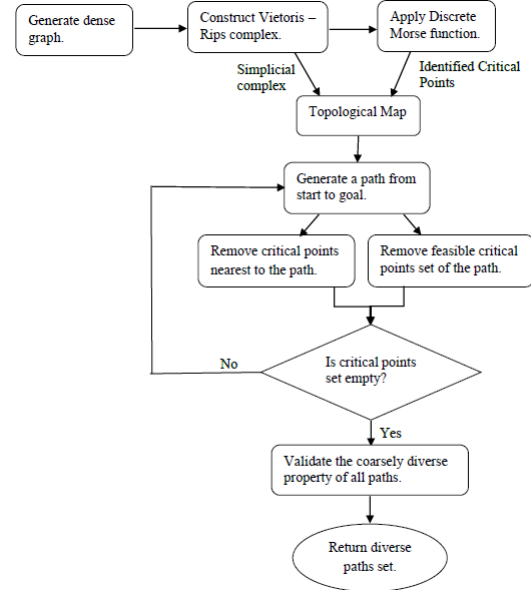 Generate dense
graph.
Construct Vietoris –
Rips complex.
Apply Discrete
Morse function.
Simplicial
complex
Identified Critical
Points
Topological Map
Generate a path from
start to goal.
Remove critical points
nearest to the path.
Remove feasible critical
points set of the path.
Is critical points
set empty?
No
Yes
Validate the coarsely diverse
property of all paths.
Return diverse
paths set.